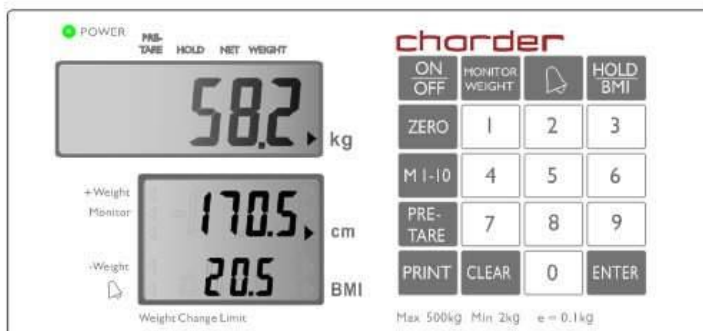 POWER
PRE-TARE HOLD NET WEIGHT
58.2 kg
+Weight
Monitor
170.5 cm
-Weight
20.5 BMI
Weight Change Limit
charder
ON/OFF MONITOR WEIGHT HOLD/BMI
ZERO 1 2 3
M 1-10 4 5 6
PRE-TARE 7 8 9
PRINT CLEAR 0 ENTER
Max 500kg Min 2kg e = 0.1kg